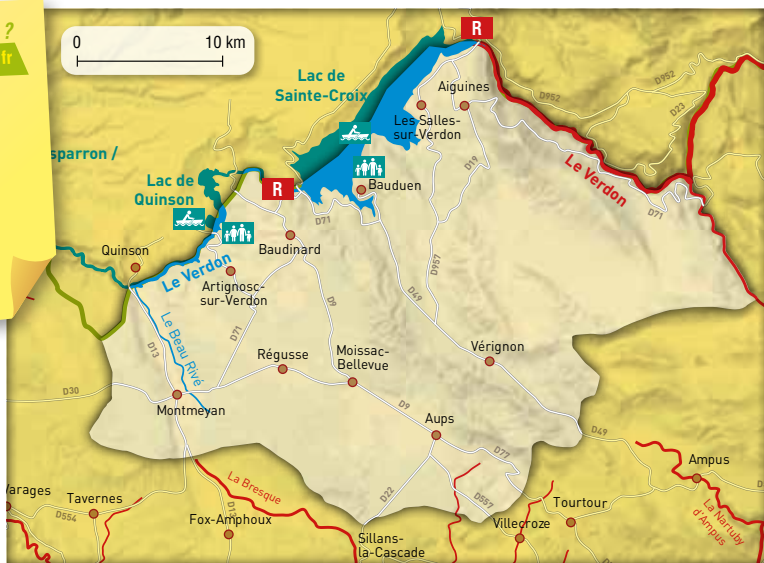 ?
fr
0 10 km
R
Lac de
Sainte-Croix
Aiguines
Les Salles-
sur-Verdon
D952
D952
D23
D19
Le Verdon
D71
sparron /
Lac de
Quinson
R
Bauduen
D71
Quinson
Baudinard
Le Verdon
Artignosc-
sur-Verdon
D957
D49
D9
D71
Le Beau Rivé
D13
Régusse
Moissac-
Bellevue
Vérignon
D30
Montmeyan
D9
Aups
D77
D49
Ampus
La Bresque
D22
D557
Varages
Tavernes
D554
D13
Fox-Amphoux
Sillans-
la-Cascade
Villecroze
Tourtour
La Nartuby
d'Ampus